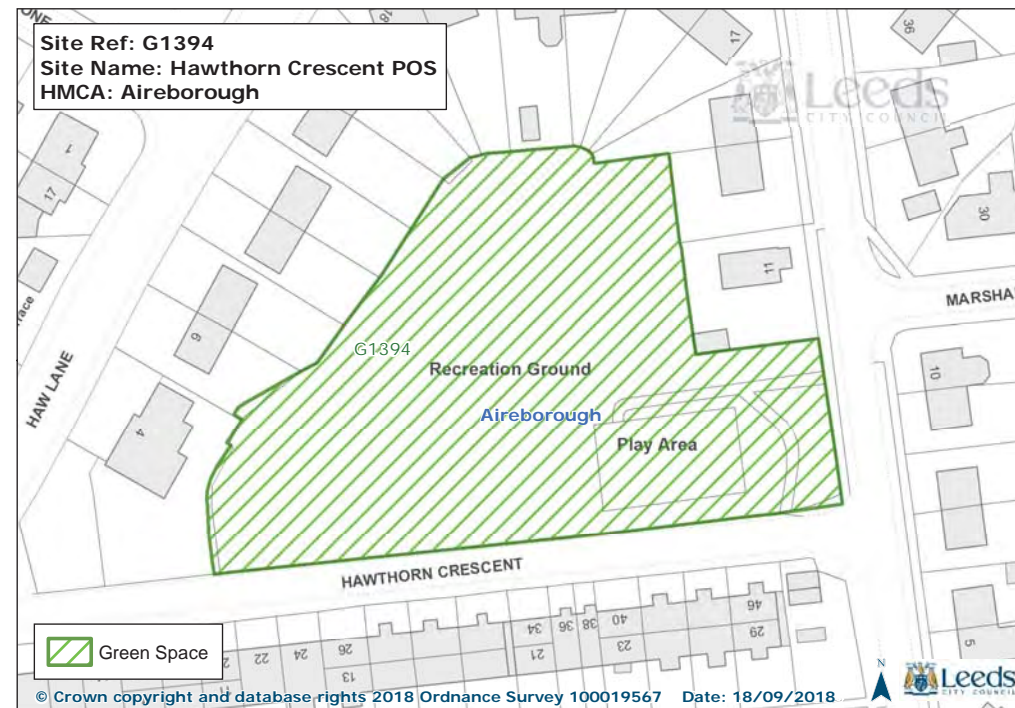 ONE
18
17
36
Site Ref: G1394
Site Name: Hawthorn Crescent POS
HMCA: Aireborough
Leeds
CITY COUNCIL
1
17
30
11
MARSHA
G1394
Recreation Ground
HAW LANE
10
Aireborough
Play Area
4
HAWTHORN CRESCENT
46
40
38
36
34
29
23
21
26
24
22
13
5
Green Space
N
Leeds
CITY COUNCIL
© Crown copyright and database rights 2018 Ordnance Survey 100019567 Date: 18/09/2018